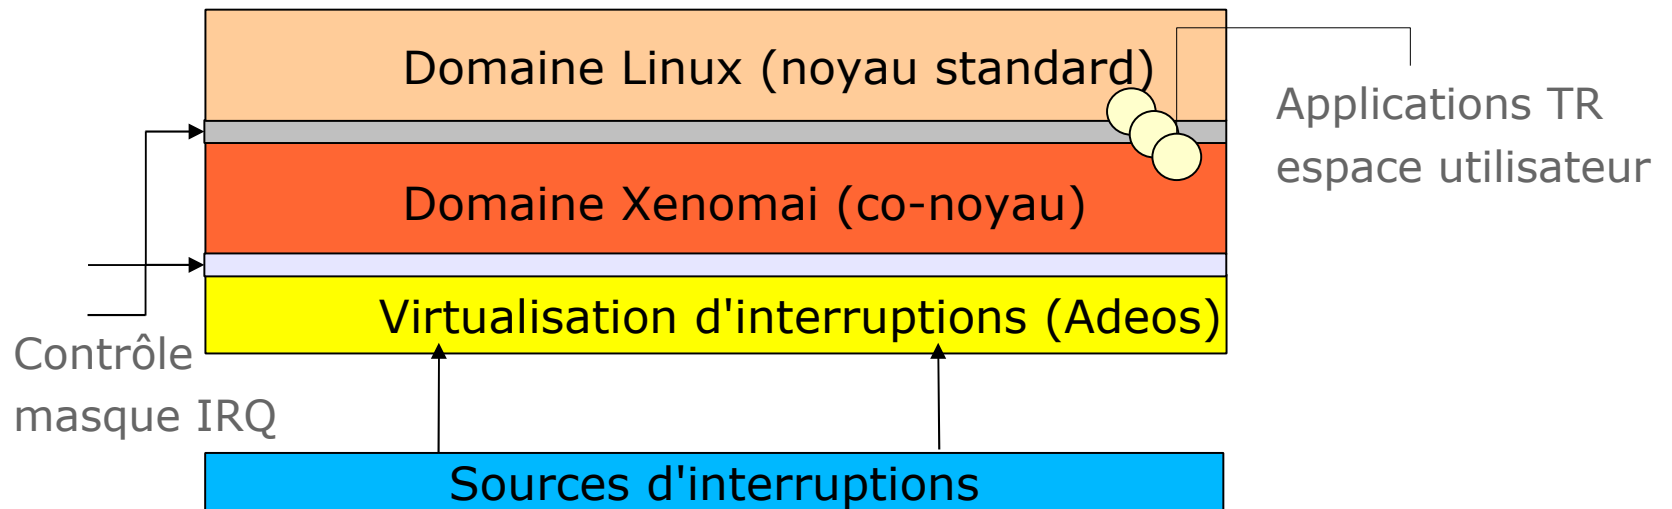 Domaine Linux (noyau standard)
Applications TR
espace utilisateur
Domaine Xenomai (co-noyau)
Virtualisation d'interruptions (Adeos)
Contrôle
masque IRQ
Sources d'interruptions